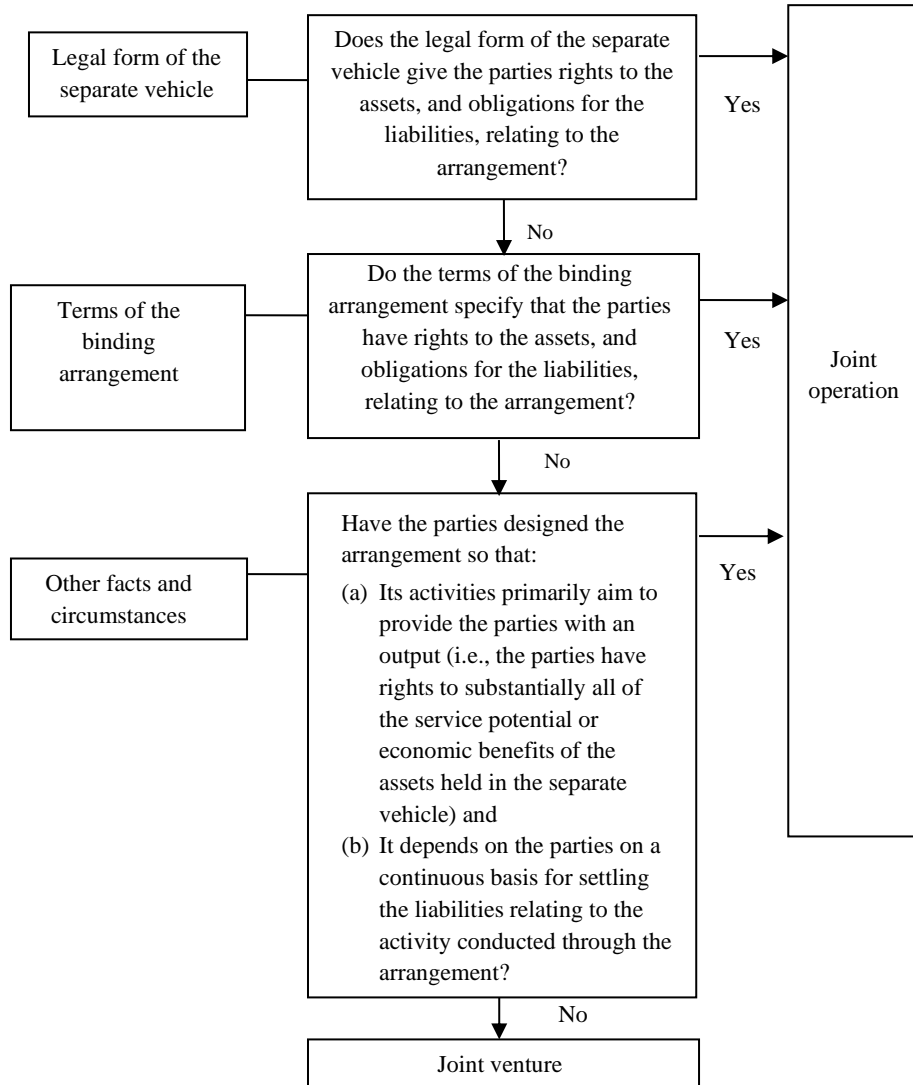 Legal form of the
separate vehicle
Does the legal form of the separate
vehicle give the parties rights to the
assets, and obligations for the
liabilities, relating to the
arrangement?
Yes
No
Terms of the
binding
arrangement
Do the terms of the binding
arrangement specify that the parties
have rights to the assets, and
obligations for the liabilities,
relating to the arrangement?
Yes
Joint
operation
No
Other facts and
circumstances
Have the parties designed the
arrangement so that:
(a) Its activities primarily aim to
provide the parties with an
output (i.e., the parties have
rights to substantially all of
the service potential or
economic benefits of the
assets held in the separate
vehicle) and
(b) It depends on the parties on a
continuous basis for settling
the liabilities relating to the
activity conducted through the
arrangement?
Yes
No
Joint venture